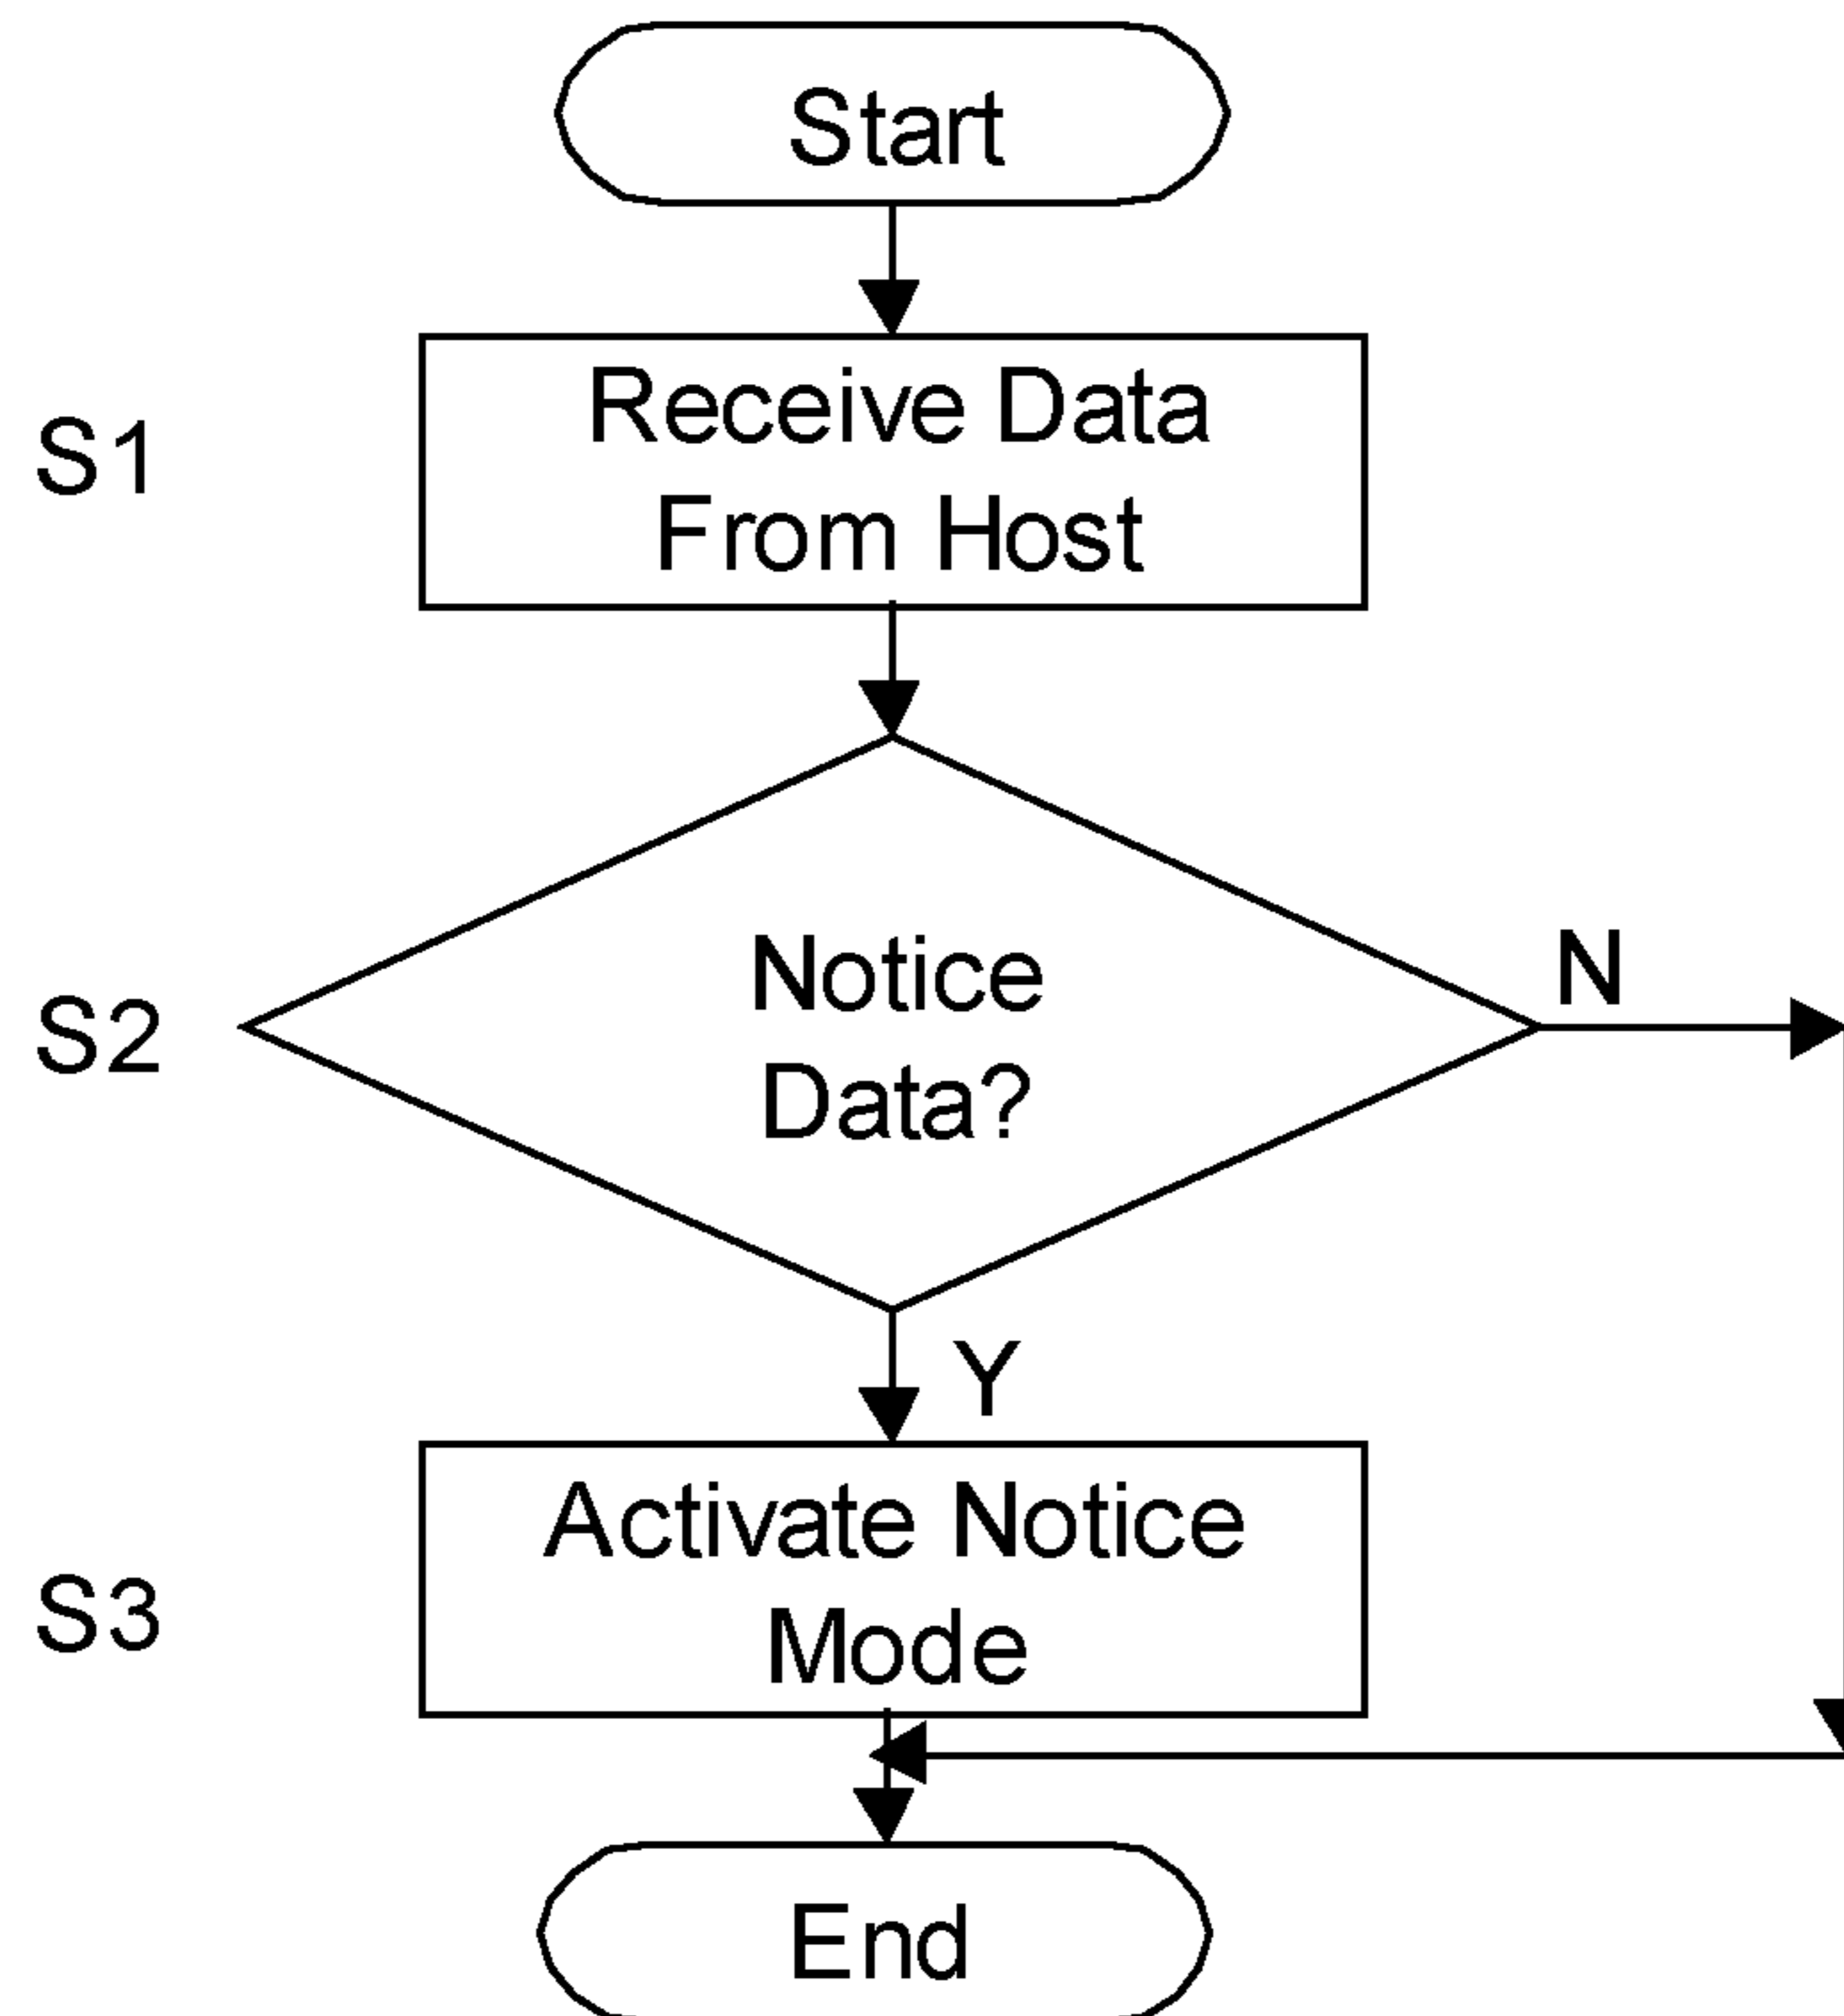 Start
S1
Receive Data
From Host
S2
Notice
Data?
N
Y
S3
Activate Notice
Mode
End